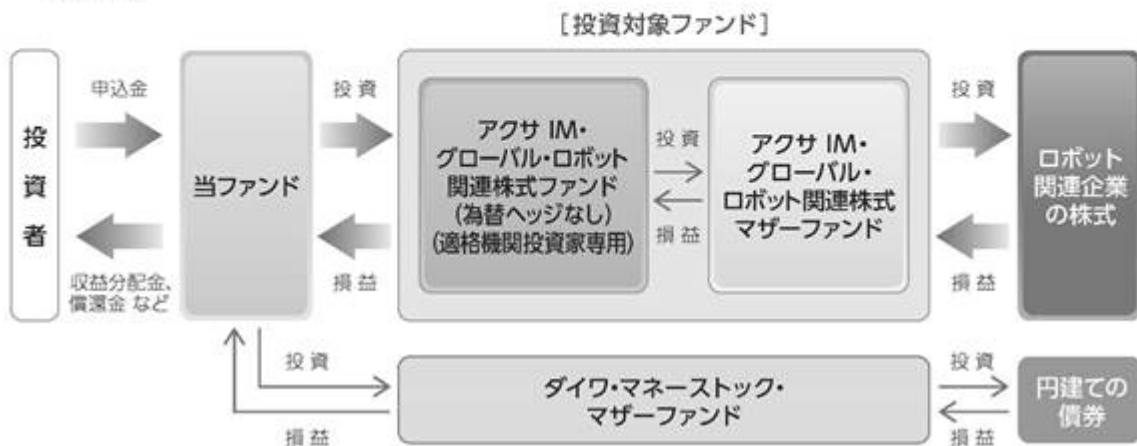 ［投資対象ファンド］
投資者
申込金
収益分配金、
償還金 など
当ファンド
投資
損益
アクサ IM・
グローバル・ロボット
関連株式ファンド
(為替ヘッジなし)
(適格機関投資家専用)
投資
損益
アクサ IM・
グローバル・
ロボット関連株式
マザーファンド
投資
損益
ロボット
関連企業
の株式
投資
損益
ダイワ・マネーストック・
マザーファンド
投資
損益
円建ての
債券